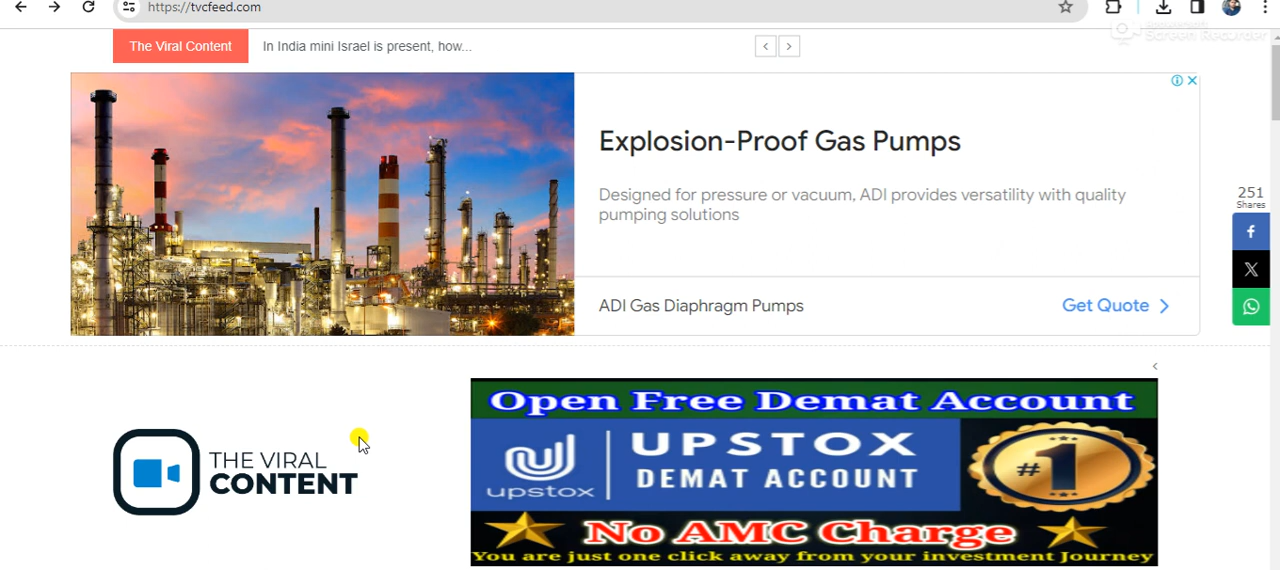 https://tvcfeed.com
Screen Recorder
The Viral Content
In India mini Israel is present, how...
Explosion-Proof Gas Pumps
Designed for pressure or vacuum, ADI provides versatility with quality
pumping solutions
251
Shares
ADI Gas Diaphragm Pumps
Get Quote
Open Free Demat Account
upstox
UPSTOX
DEMAT ACCOUNT
#1
THE VIRAL
CONTENT
No AMC Charge
You are just one click away from your investment Journey